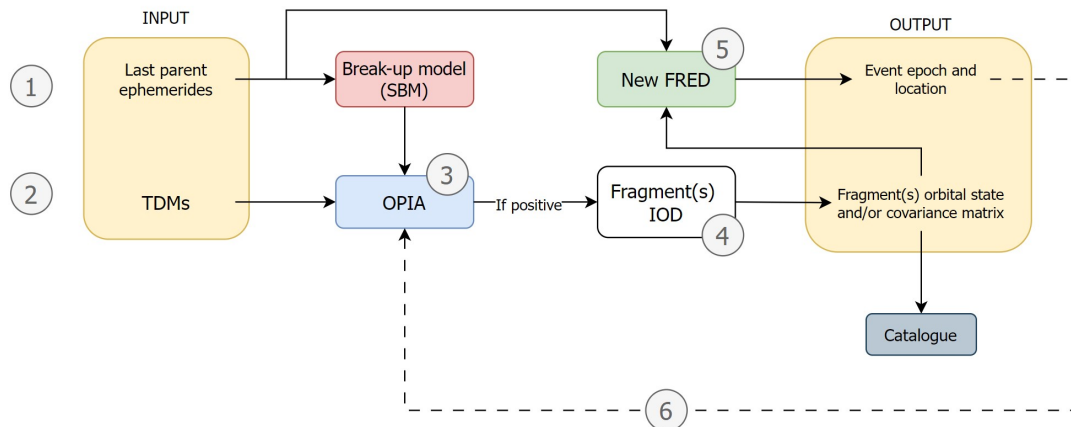 INPUT
OUTPUT
1
Last parent
ephemerides
Break-up model
(SBM)
5
New FRED
Event epoch and
location
2
TDMs
3
OPIA
If positive
Fragment(s)
IOD
4
Fragment(s) orbital state
and/or covariance matrix
Catalogue
6